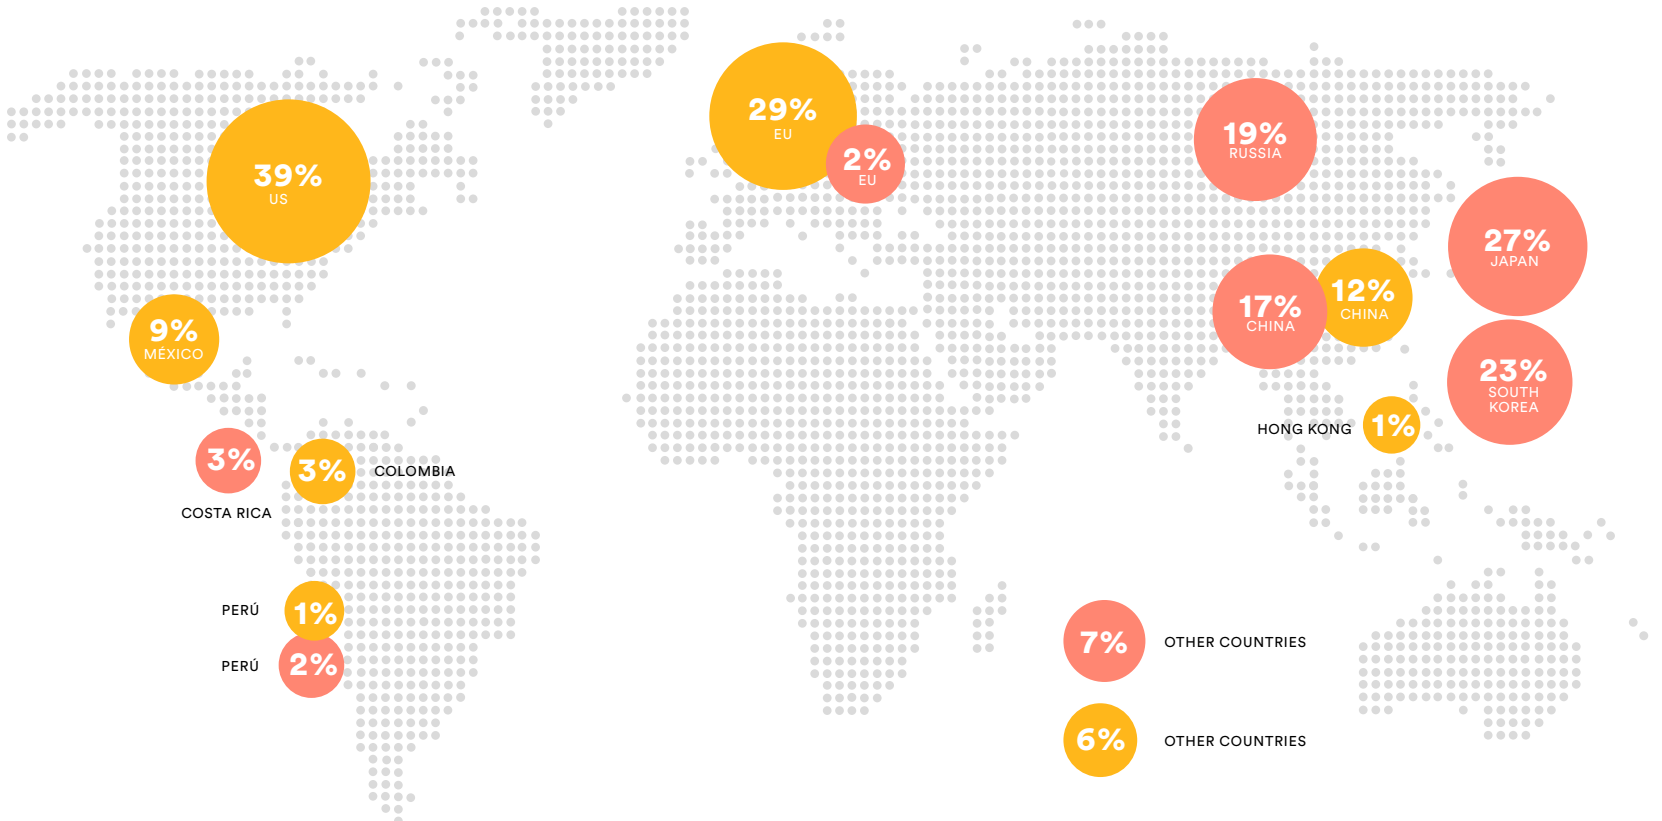 39%
US
9%
MÉXICO
3%
COSTA RICA
3%
COLOMBIA
1%
PERÚ
2%
PERÚ
29%
EU
2%
EU
19%
RUSSIA
17%
CHINA
12%
CHINA
27%
JAPAN
23%
SOUTH
KOREA
HONG KONG
1%
7%
OTHER COUNTRIES
6%
OTHER COUNTRIES